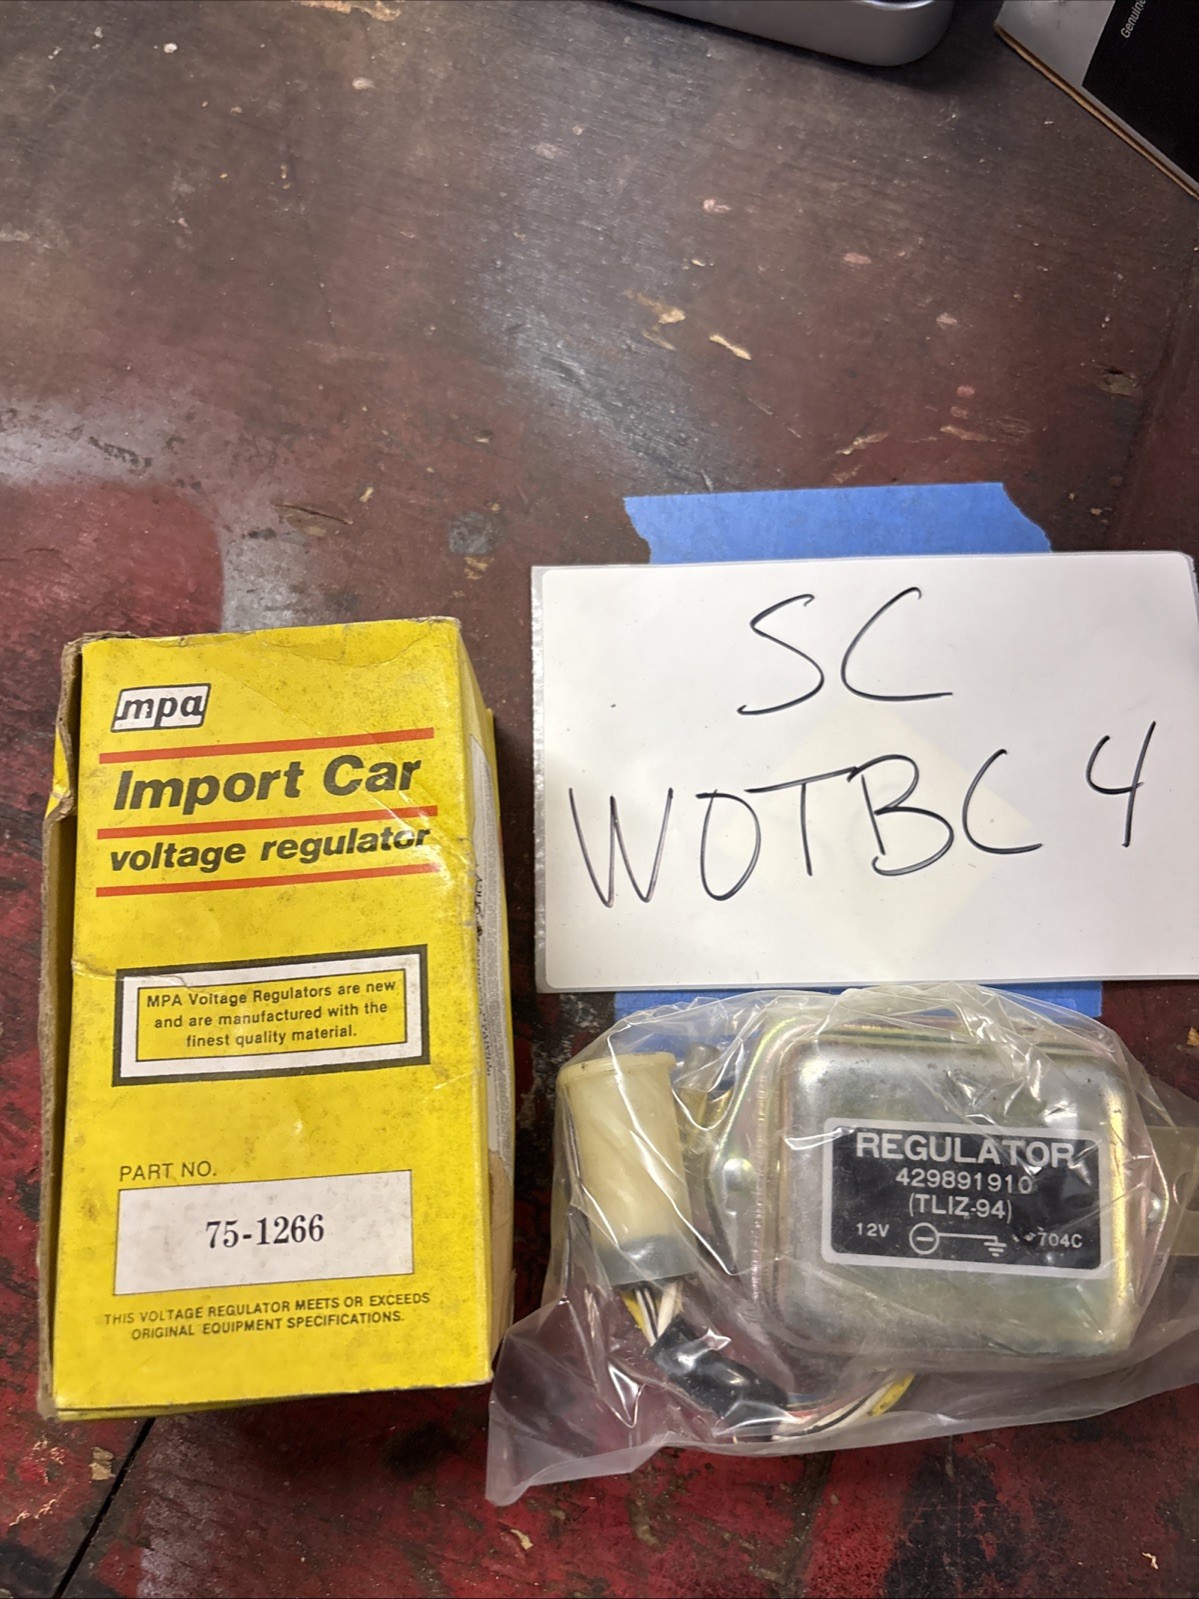 Genuine
mpa
Import Car
voltage regulator
MPA Voltage Regulators are new
and are manufactured with the
finest quality material.
PART NO.
75-1266
THIS VOLTAGE REGULATOR MEETS OR EXCEEDS
ORIGINAL EQUIPMENT SPECIFICATIONS.
SC
WOTBC 4
REGULATOR
429891910
(TLIZ-94)
12V
704C